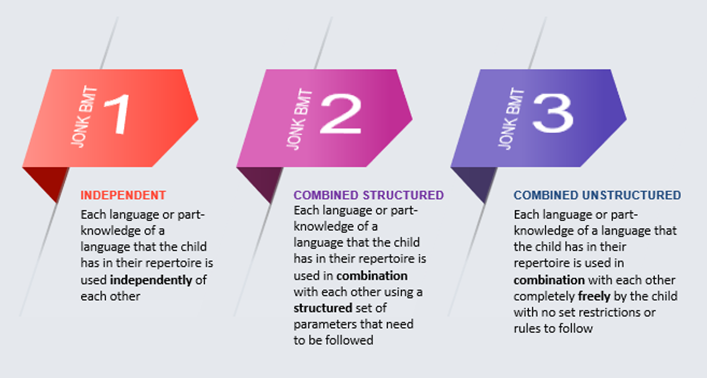 JONK BMT
1
INDEPENDENT
Each language or part-
knowledge of a
language that the child
has in their repertoire is
used independently of
each other
JONK BMT
2
COMBINED STRUCTURED
Each language or part-
knowledge of a
language that the child
has in their repertoire is
used in combination
with each other using a
structured set of
parameters that need
to be followed
JONK BMT
3
COMBINED UNSTRUCTURED
Each language or part-
knowledge of a language that
the child has in their
repertoire is used in
combination with each other
completely freely by the child
with no set restrictions or
rules to follow